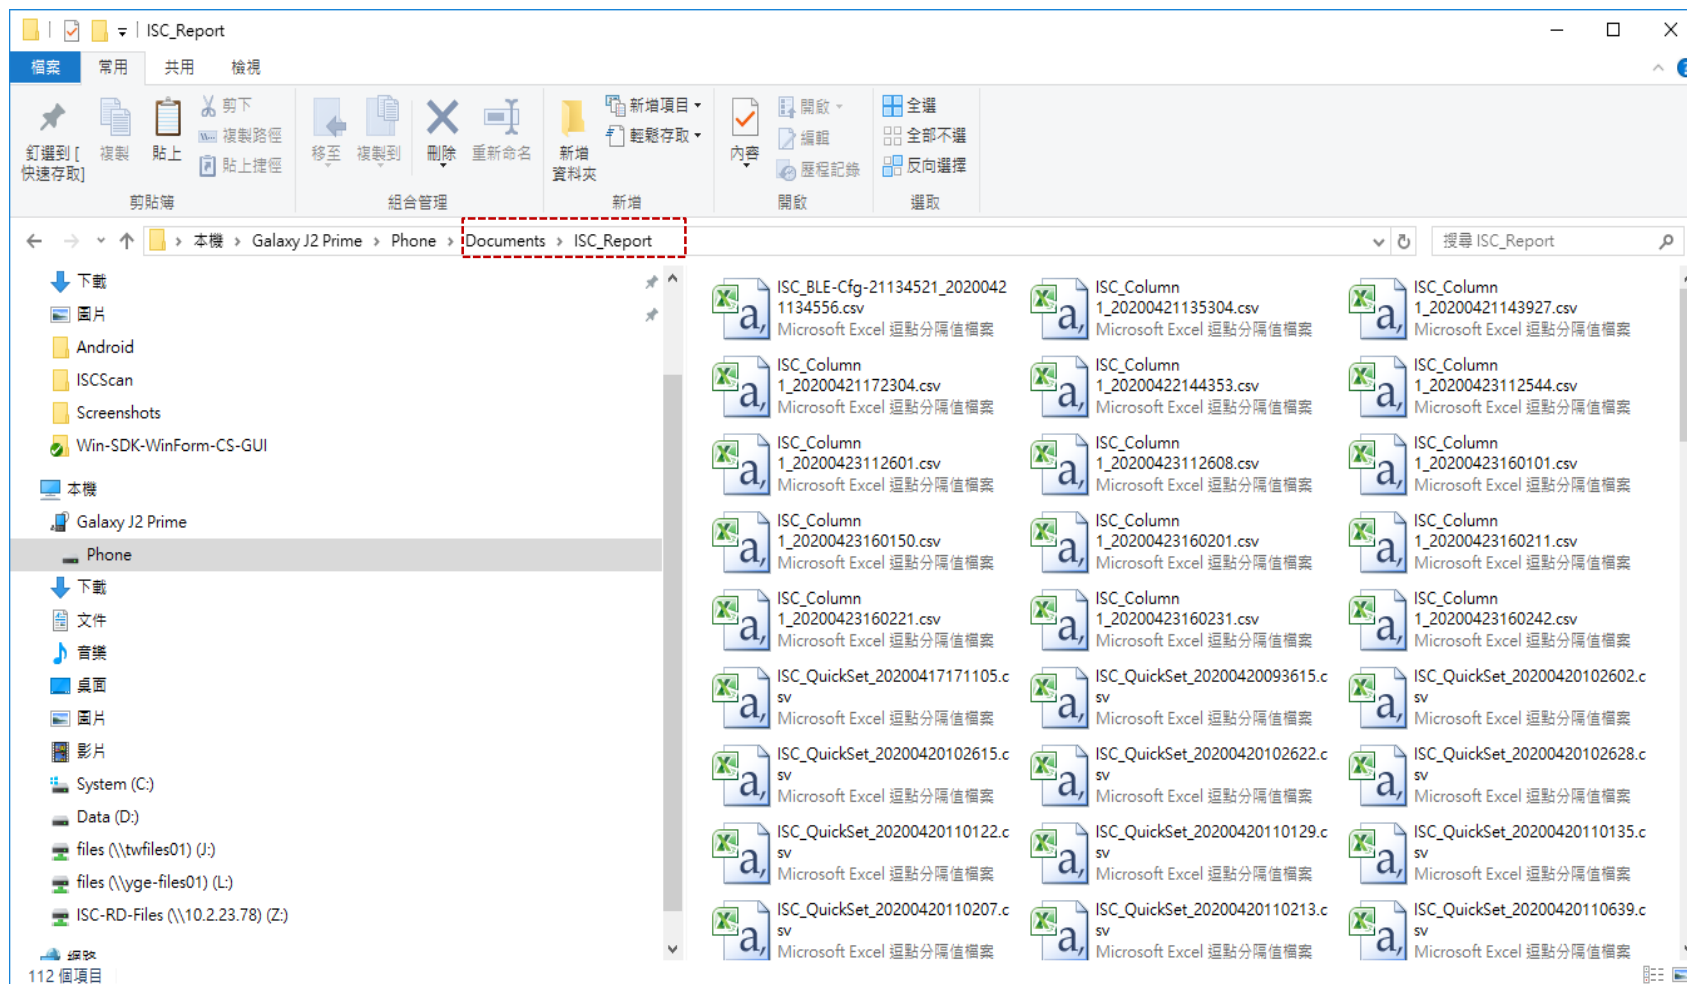 ISC_Report
檔案 常用 共用 檢視
釘選到 [
快速存取]
複製
貼上
剪下
複製路徑
貼上捷徑
剪貼簿
移至
複製到
刪除
重新命名
組合管理
新增
資料夾
新增項目
輕鬆存取
新增
內容
開啟
編輯
歷程記錄
開啟
全選
全部不選
反向選擇
選取
本機 › Galaxy J2 Prime › Phone › Documents › ISC_Report
搜尋 ISC_Report
下載
圖片
Android
ISCScan
Screenshots
Win-SDK-WinForm-CS-GUI
本機
Galaxy J2 Prime
Phone
下載
文件
音樂
桌面
圖片
影片
System (C:)
Data (D:)
files (\\twfiles01) (J:)
files (\\yge-files01) (L:)
ISC-RD-Files (\\10.2.23.78) (Z:)
網路
ISC_BLE-Cfg-21134521_2020042
1134556.csv
Microsoft Excel 逗點分隔值檔案
ISC_Column
1_20200421135304.csv
Microsoft Excel 逗點分隔值檔案
ISC_Column
1_20200421143927.csv
Microsoft Excel 逗點分隔值檔案
ISC_Column
1_20200421172304.csv
Microsoft Excel 逗點分隔值檔案
ISC_Column
1_20200422144353.csv
Microsoft Excel 逗點分隔值檔案
ISC_Column
1_20200423112544.csv
Microsoft Excel 逗點分隔值檔案
ISC_Column
1_20200423112601.csv
Microsoft Excel 逗點分隔值檔案
ISC_Column
1_20200423112608.csv
Microsoft Excel 逗點分隔值檔案
ISC_Column
1_20200423160101.csv
Microsoft Excel 逗點分隔值檔案
ISC_Column
1_20200423160150.csv
Microsoft Excel 逗點分隔值檔案
ISC_Column
1_20200423160201.csv
Microsoft Excel 逗點分隔值檔案
ISC_Column
1_20200423160211.csv
Microsoft Excel 逗點分隔值檔案
ISC_Column
1_20200423160221.csv
Microsoft Excel 逗點分隔值檔案
ISC_Column
1_20200423160231.csv
Microsoft Excel 逗點分隔值檔案
ISC_Column
1_20200423160242.csv
Microsoft Excel 逗點分隔值檔案
ISC_QuickSet_20200417171105.c
sv
Microsoft Excel 逗點分隔值檔案
ISC_QuickSet_20200420093615.c
sv
Microsoft Excel 逗點分隔值檔案
ISC_QuickSet_20200420102602.c
sv
Microsoft Excel 逗點分隔值檔案
ISC_QuickSet_20200420102615.c
sv
Microsoft Excel 逗點分隔值檔案
ISC_QuickSet_20200420102622.c
sv
Microsoft Excel 逗點分隔值檔案
ISC_QuickSet_20200420102628.c
sv
Microsoft Excel 逗點分隔值檔案
ISC_QuickSet_20200420110122.c
sv
Microsoft Excel 逗點分隔值檔案
ISC_QuickSet_20200420110129.c
sv
Microsoft Excel 逗點分隔值檔案
ISC_QuickSet_20200420110135.c
sv
Microsoft Excel 逗點分隔值檔案
ISC_QuickSet_20200420110207.c
sv
Microsoft Excel 逗點分隔值檔案
ISC_QuickSet_20200420110213.c
sv
Microsoft Excel 逗點分隔值檔案
ISC_QuickSet_20200420110639.c
sv
Microsoft Excel 逗點分隔值檔案
112 個項目